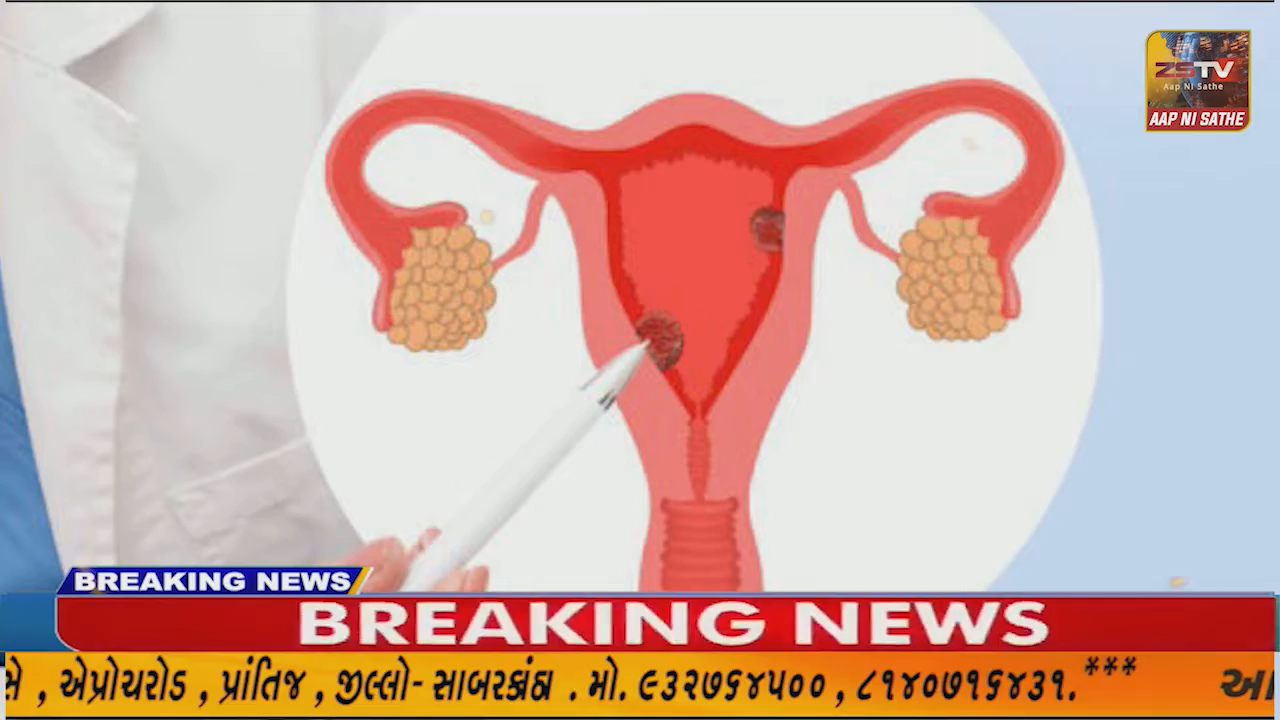 ZSTV
Aap Ni Sathe
AAP NI SATHE
BREAKING NEWS
BREAKING NEWS
સે , એપ્રોચરોડ , પ્રાંતિજ , જીલ્લો- સાબરકાંઠા . મો. ૯૩૨૭૬૪૫૦૦ , ૮૧૪૦૭૧૬૪૩૧.*** આ